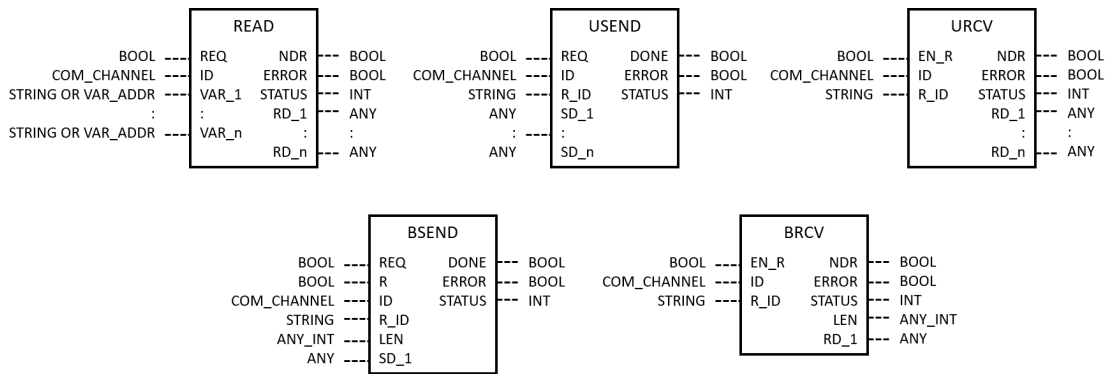 READ
BOOL ---- REQ NDR --- BOOL
COM_CHANNEL ---- ID ERROR --- BOOL
STRING OR VAR_ADDR ---- VAR_1 STATUS --- INT
: : RD_1 --- ANY
STRING OR VAR_ADDR ---- VAR_n : :
RD_n --- ANY
USEND
BOOL ---- REQ DONE --- BOOL
COM_CHANNEL ---- ID ERROR --- BOOL
STRING ---- R_ID STATUS --- INT
ANY SD_1
: ---- :
ANY SD_n
URCV
BOOL ---- EN_R NDR --- BOOL
COM_CHANNEL ---- ID ERROR --- BOOL
STRING ---- R_ID STATUS --- INT
RD_1 --- ANY
: :
RD_n --- ANY
BSEND
BOOL ---- REQ DONE --- BOOL
BOOL ---- R ERROR --- BOOL
COM_CHANNEL ---- ID STATUS --- INT
STRING ---- R_ID
ANY_INT ---- LEN
ANY ---- SD_1
BRCV
BOOL ---- EN_R NDR --- BOOL
COM_CHANNEL ---- ID ERROR --- BOOL
STRING ---- R_ID STATUS --- INT
LEN --- ANY_INT
RD_1 --- ANY